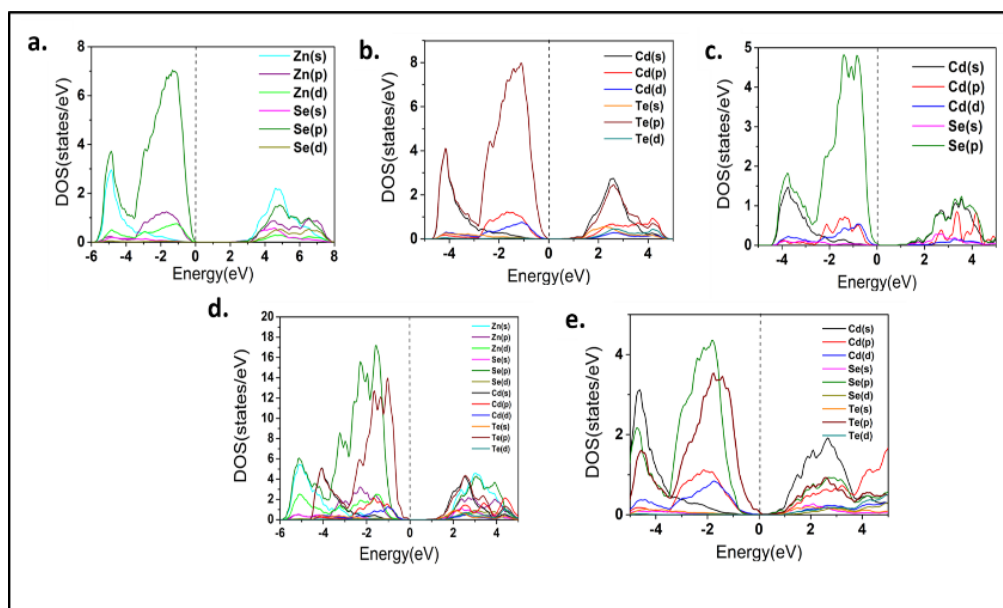 a.
8
6
4
2
0
DOS(states/eV)
Zn(s)
Zn(p)
Zn(d)
Se(s)
Se(p)
Se(d)
-6 -4 -2 0 2 4 6 8
Energy(eV)
b.
8
6
4
2
0
DOS(states/eV)
Cd(s)
Cd(p)
Cd(d)
Te(s)
Te(p)
Te(d)
-4 -2 0 2 4
Energy(eV)
c.
5
4
3
2
1
0
DOS(states/eV)
Cd(s)
Cd(p)
Cd(d)
Se(s)
Se(p)
-4 -2 0 2 4
Energy(eV)
d.
20
18
16
14
12
10
8
6
4
2
0
DOS(states/eV)
Zn(s)
Zn(p)
Zn(d)
Se(s)
Se(p)
Se(d)
Cd(s)
Cd(p)
Cd(d)
Te(s)
Te(p)
Te(d)
-6 -4 -2 0 2 4
Energy(eV)
e.
4
2
0
DOS(states/eV)
Cd(s)
Cd(p)
Cd(d)
Se(s)
Se(p)
Se(d)
Te(s)
Te(p)
Te(d)
-4 -2 0 2 4
Energy(eV)